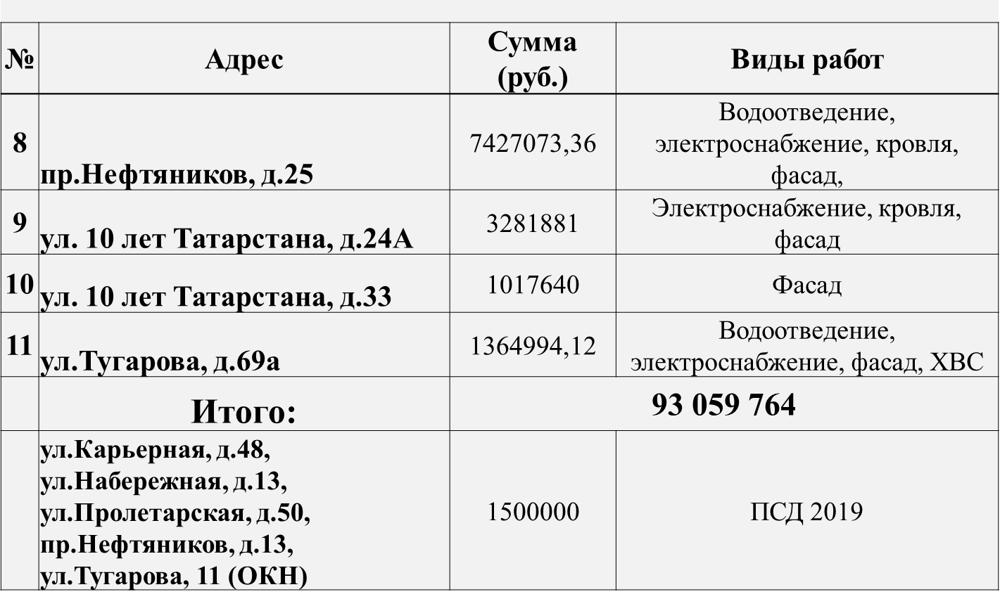 №
Адрес
Сумма
(руб.)
Виды работ
8
пр.Нефтяников, д.25
7427073,36
Водоотведение,
электроснабжение, кровля,
фасад,
9
ул. 10 лет Татарстана, д.24А
3281881
Электроснабжение, кровля,
фасад
10
ул. 10 лет Татарстана, д.33
1017640
Фасад
11
ул.Тугарова, д.69а
1364994,12
Водоотведение,
электроснабжение, фасад, ХВС
Итого:
93 059 764
ул.Карьерная, д.48,
ул.Набережная, д.13,
ул.Пролетарская, д.50,
пр.Нефтяников, д.13,
ул.Тугарова, 11 (ОКН)
1500000
ПСД 2019